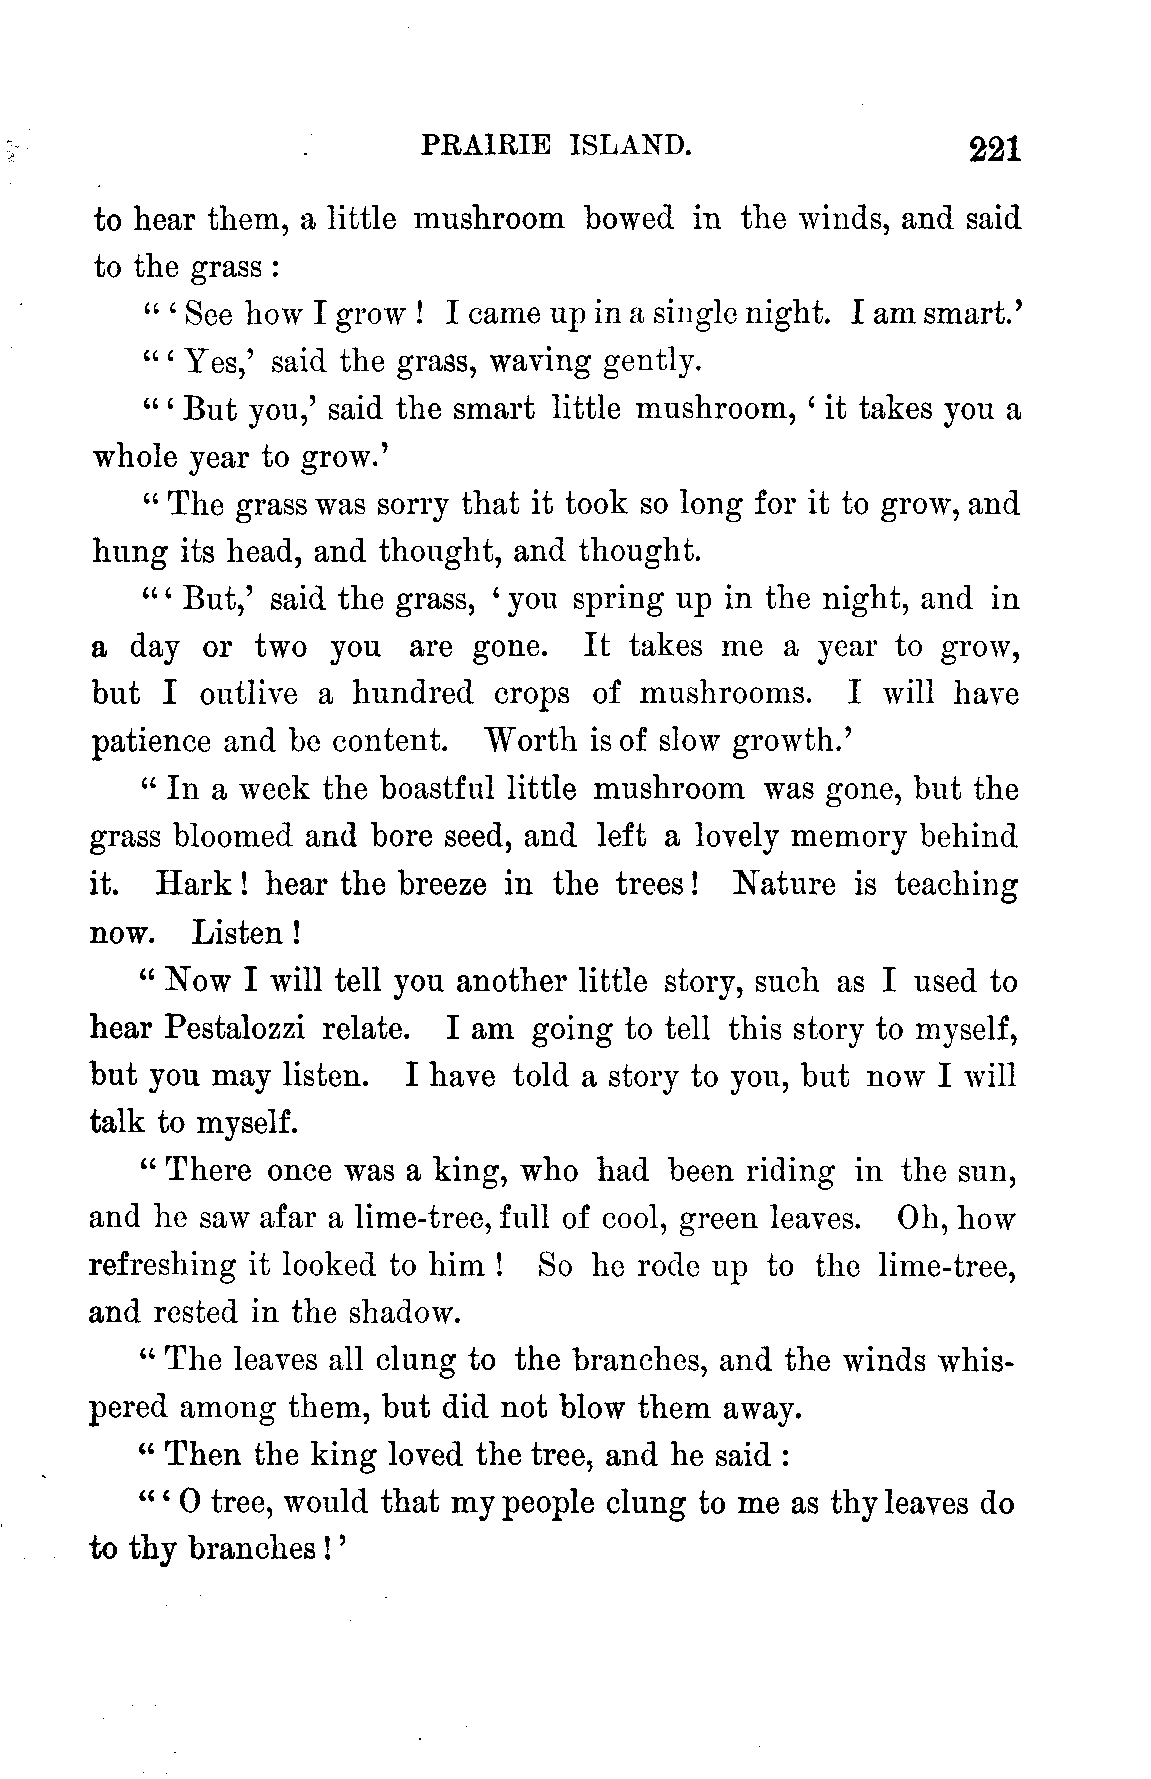 PRAIRIE ISLAND. 221
to hear them, a little mushroom bowed in the winds, and said
to the grass :
“ ‘ See how I grow ! I came up in a single night. I am smart.’
“ ‘ Yes,’ said the grass, waving gently.
“ ‘ But you,’ said the smart little mushroom, ‘ it takes you a
whole year to grow.’
“ The grass was sorry that it took so long for it to grow, and
hung its head, and thought, and thought.
“ ‘ But,’ said the grass, ‘ you spring up in the night, and in
a day or two you are gone. It takes me a year to grow,
but I outlive a hundred crops of mushrooms. I will have
patience and be content. Worth is of slow growth.’
“ In a week the boastful little mushroom was gone, but the
grass bloomed and bore seed, and left a lovely memory behind
it. Hark ! hear the breeze in the trees ! Nature is teaching
now. Listen !
“ Now I will tell you another little story, such as I used to
hear Pestalozzi relate. I am going to tell this story to myself,
but you may listen. I have told a story to you, but now I will
talk to myself.
“ There once was a king, who had been riding in the sun,
and he saw afar a lime-tree, full of cool, green leaves. Oh, how
refreshing it looked to him ! So he rode up to the lime-tree,
and rested in the shadow.
“ The leaves all clung to the branches, and the winds whis-
pered among them, but did not blow them away.
“ Then the king loved the tree, and he said :
“ ‘ O tree, would that my people clung to me as thy leaves do
to thy branches ! ’